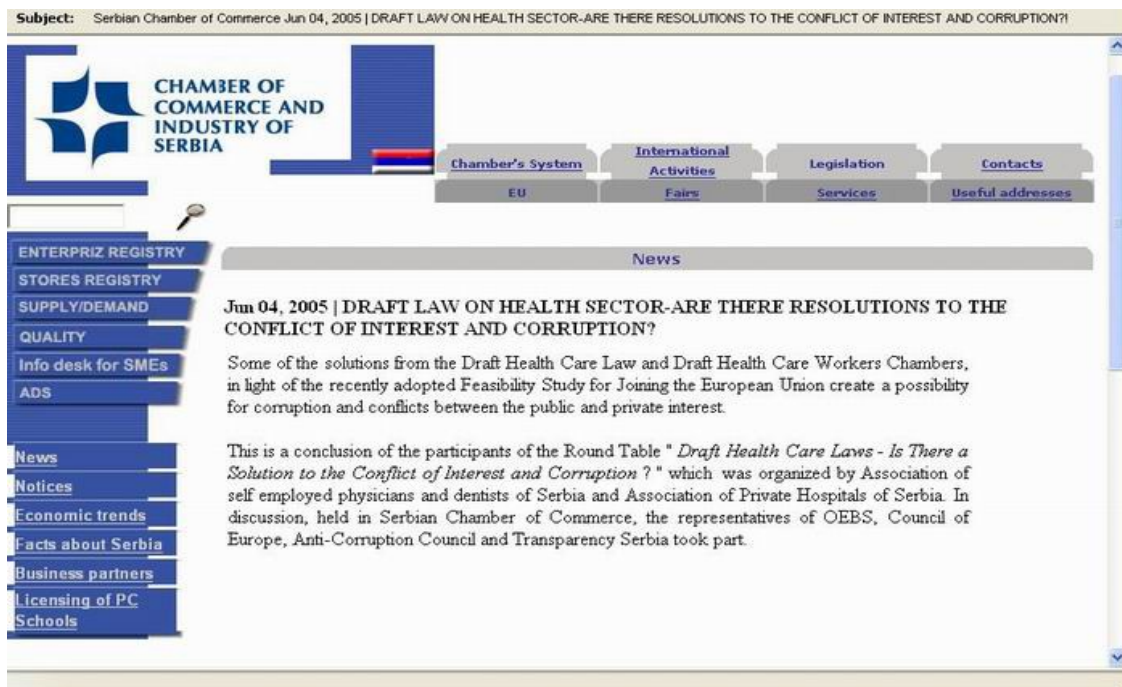 Subject: Serbian Chamber of Commerce Jun 04, 2005 | DRAFT LAW ON HEALTH SECTOR-ARE THERE RESOLUTIONS TO THE CONFLICT OF INTEREST AND CORRUPTION?!
CHAMBER OF
COMMERCE AND
INDUSTRY OF
SERBIA
Chamber's System
International
Activities
Legislation
Contacts
EU
Fairs
Services
Useful addresses
ENTERPRIZ REGISTRY
STORES REGISTRY
SUPPLY/DEMAND
QUALITY
Info desk for SMEs
ADS
News
Notices
Economic trends
Facts about Serbia
Business partners
Licensing of PC
Schools
News
Jun 04, 2005 | DRAFT LAW ON HEALTH SECTOR-ARE THERE RESOLUTIONS TO THE
CONFLICT OF INTEREST AND CORRUPTION?
Some of the solutions from the Draft Health Care Law and Draft Health Care Workers Chambers,
in light of the recently adopted Feasibility Study for Joining the European Union create a possibility
for corruption and conflicts between the public and private interest.
This is a conclusion of the participants of the Round Table " Draft Health Care Laws - Is There a
Solution to the Conflict of Interest and Corruption ? " which was organized by Association of
self employed physicians and dentists of Serbia and Association of Private Hospitals of Serbia. In
discussion, held in Serbian Chamber of Commerce, the representatives of OEBS, Council of
Europe, Anti-Corruption Council and Transparency Serbia took part.